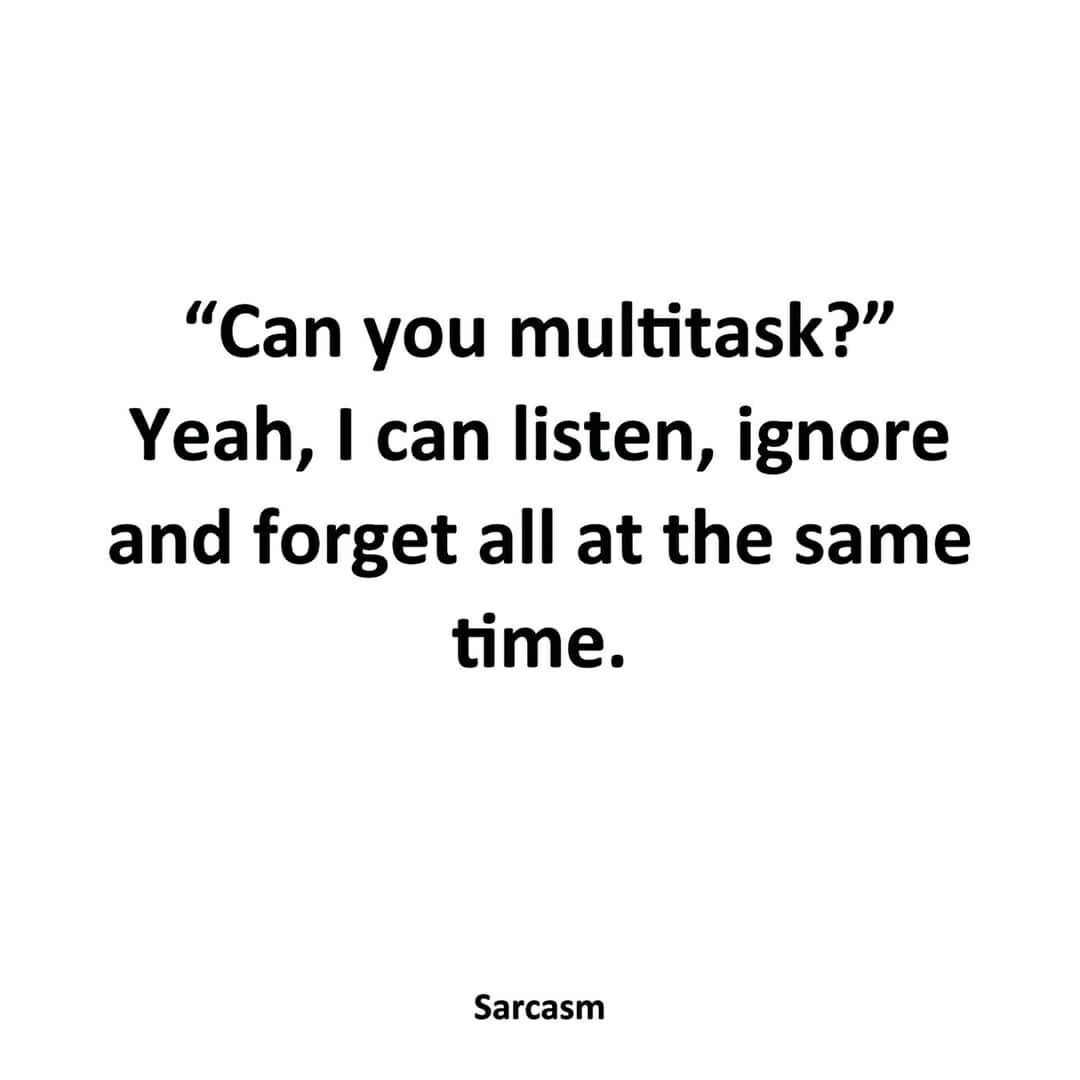 “Can you multitask?”
Yeah, I can listen, ignore
and forget all at the same
time.
Sarcasm